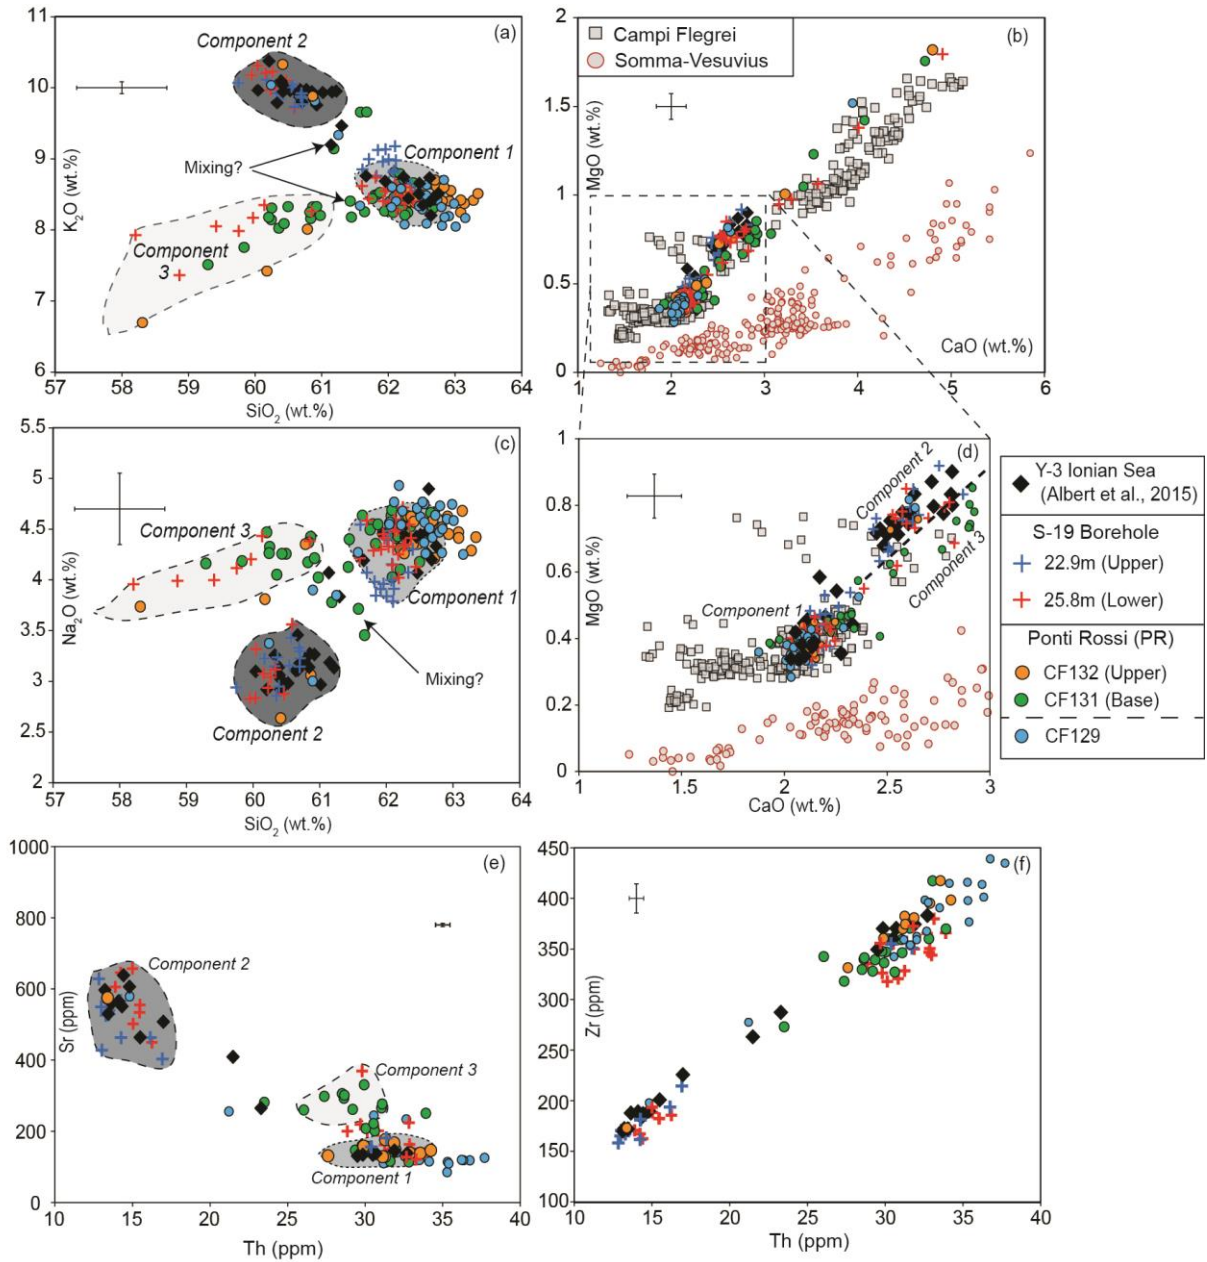 (a)
Component 2
Mixing?
Component 1
Component
3
K2O (wt.%)
11
10
9
8
7
6
57 58 59 60 61 62 63 64
SiO2 (wt.%)
(b)
Campi Flegrei
Somma-Vesuvius
MgO (wt.%)
2
1.5
1
0.5
0
1 2 3 4 5 6
CaO (wt.%)
(c)
Component 3
Component 1
Mixing?
Component 2
Na2O (wt.%)
5.5
5
4.5
4
3.5
3
2.5
2
57 58 59 60 61 62 63 64
SiO2 (wt.%)
(d)
Component 2
Component 3
Component 1
MgO (wt.%)
1
0.8
0.6
0.4
0.2
0
1 1.5 2 2.5 3
CaO (wt.%)
Y-3 Ionian Sea
(Albert et al., 2015)
S-19 Borehole
22.9m (Upper)
25.8m (Lower)
Ponti Rossi (PR)
CF132 (Upper)
CF131 (Base)
CF129
(e)
Component 2
Component 3
Component 1
Sr (ppm)
1000
800
600
400
200
0
10 15 20 25 30 35 40
Th (ppm)
(f)
Zr (ppm)
450
400
350
300
250
200
150
100
10 15 20 25 30 35 40
Th (ppm)